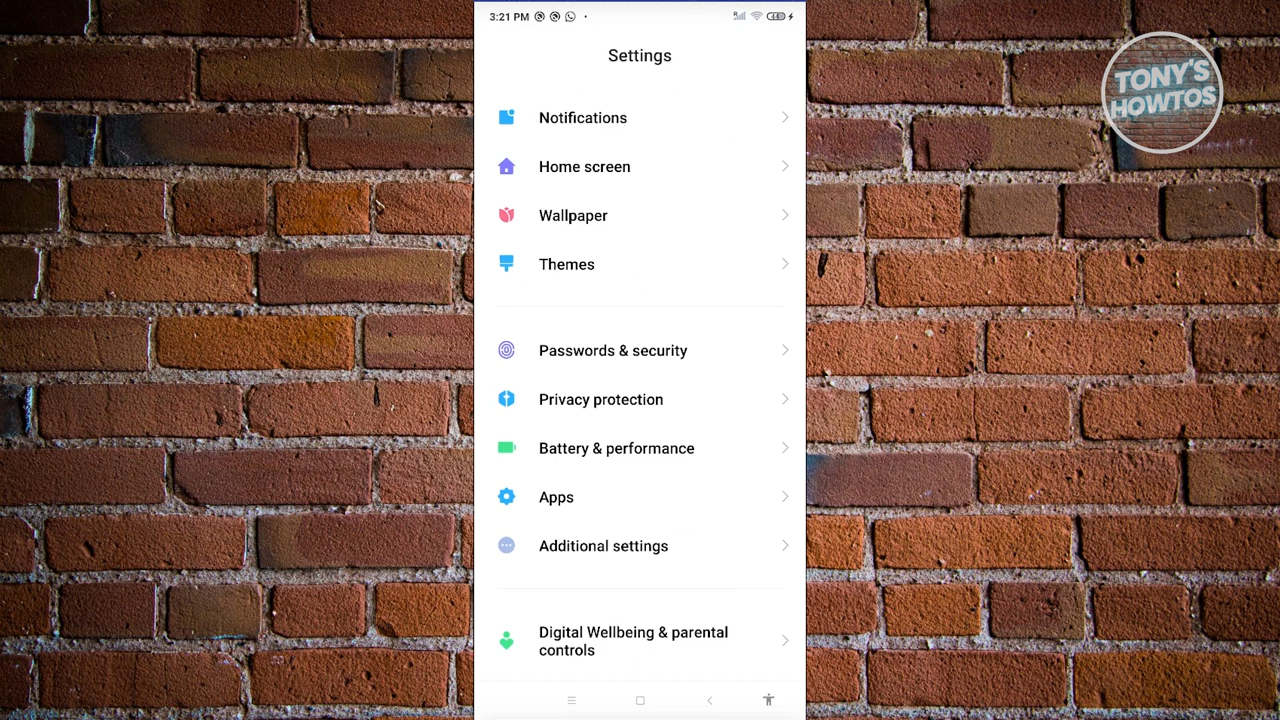 3:21 PM
Settings
TONY'S
HOWTOS
Notifications
Home screen
Wallpaper
Themes
Passwords & security
Privacy protection
Battery & performance
Apps
Additional settings
Digital Wellbeing & parental
controls